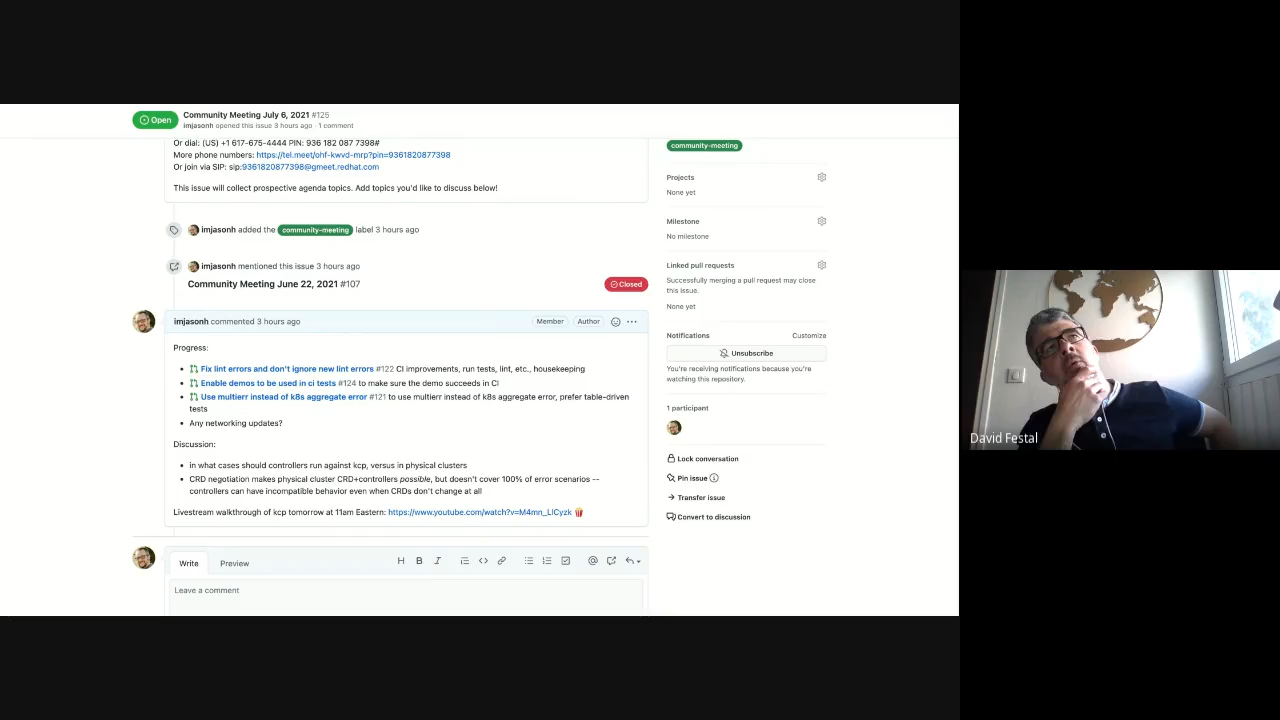 Open
Community Meeting July 6, 2021 #125
imjasonh opened this issue 3 hours ago · 1 comment
Or dial: (US) +1 617-675-4444 PIN: 936 182 087 7398#
More phone numbers: https://tel.meet/ohf-kwvd-mrp?pin=9361820877398
Or join via SIP: sip:9361820877398@gmeet.redhat.com
This issue will collect prospective agenda topics. Add topics you'd like to discuss below!
imjasonh added the community-meeting label 3 hours ago
imjasonh mentioned this issue 3 hours ago
Community Meeting June 22, 2021 #107
Closed
imjasonh commented 3 hours ago
Member
Author
Progress:
• Fix lint errors and don't ignore new lint errors #122 CI improvements, run tests, lint, etc., housekeeping
• Enable demos to be used in ci tests #124 to make sure the demo succeeds in CI
• Use multierr instead of k8s aggregate error #121 to use multierr instead of k8s aggregate error, prefer table-driven
tests
• Any networking updates?
Discussion:
• in what cases should controllers run against kcp, versus in physical clusters
• CRD negotiation makes physical cluster CRD+controllers possible, but doesn't cover 100% of error scenarios --
controllers can have incompatible behavior even when CRDs don't change at all
Livestream walkthrough of kcp tomorrow at 11am Eastern: https://www.youtube.com/watch?v=M4mn_LlCyzk 🍿
Write
Preview
Leave a comment
community-meeting
Projects
None yet
Milestone
No milestone
Linked pull requests
Successfully merging a pull request may close
this issue.
None yet
Notifications
Customize
Unsubscribe
You're receiving notifications because you're
watching this repository.
1 participant
Lock conversation
Pin issue
Transfer issue
Convert to discussion
David Festal